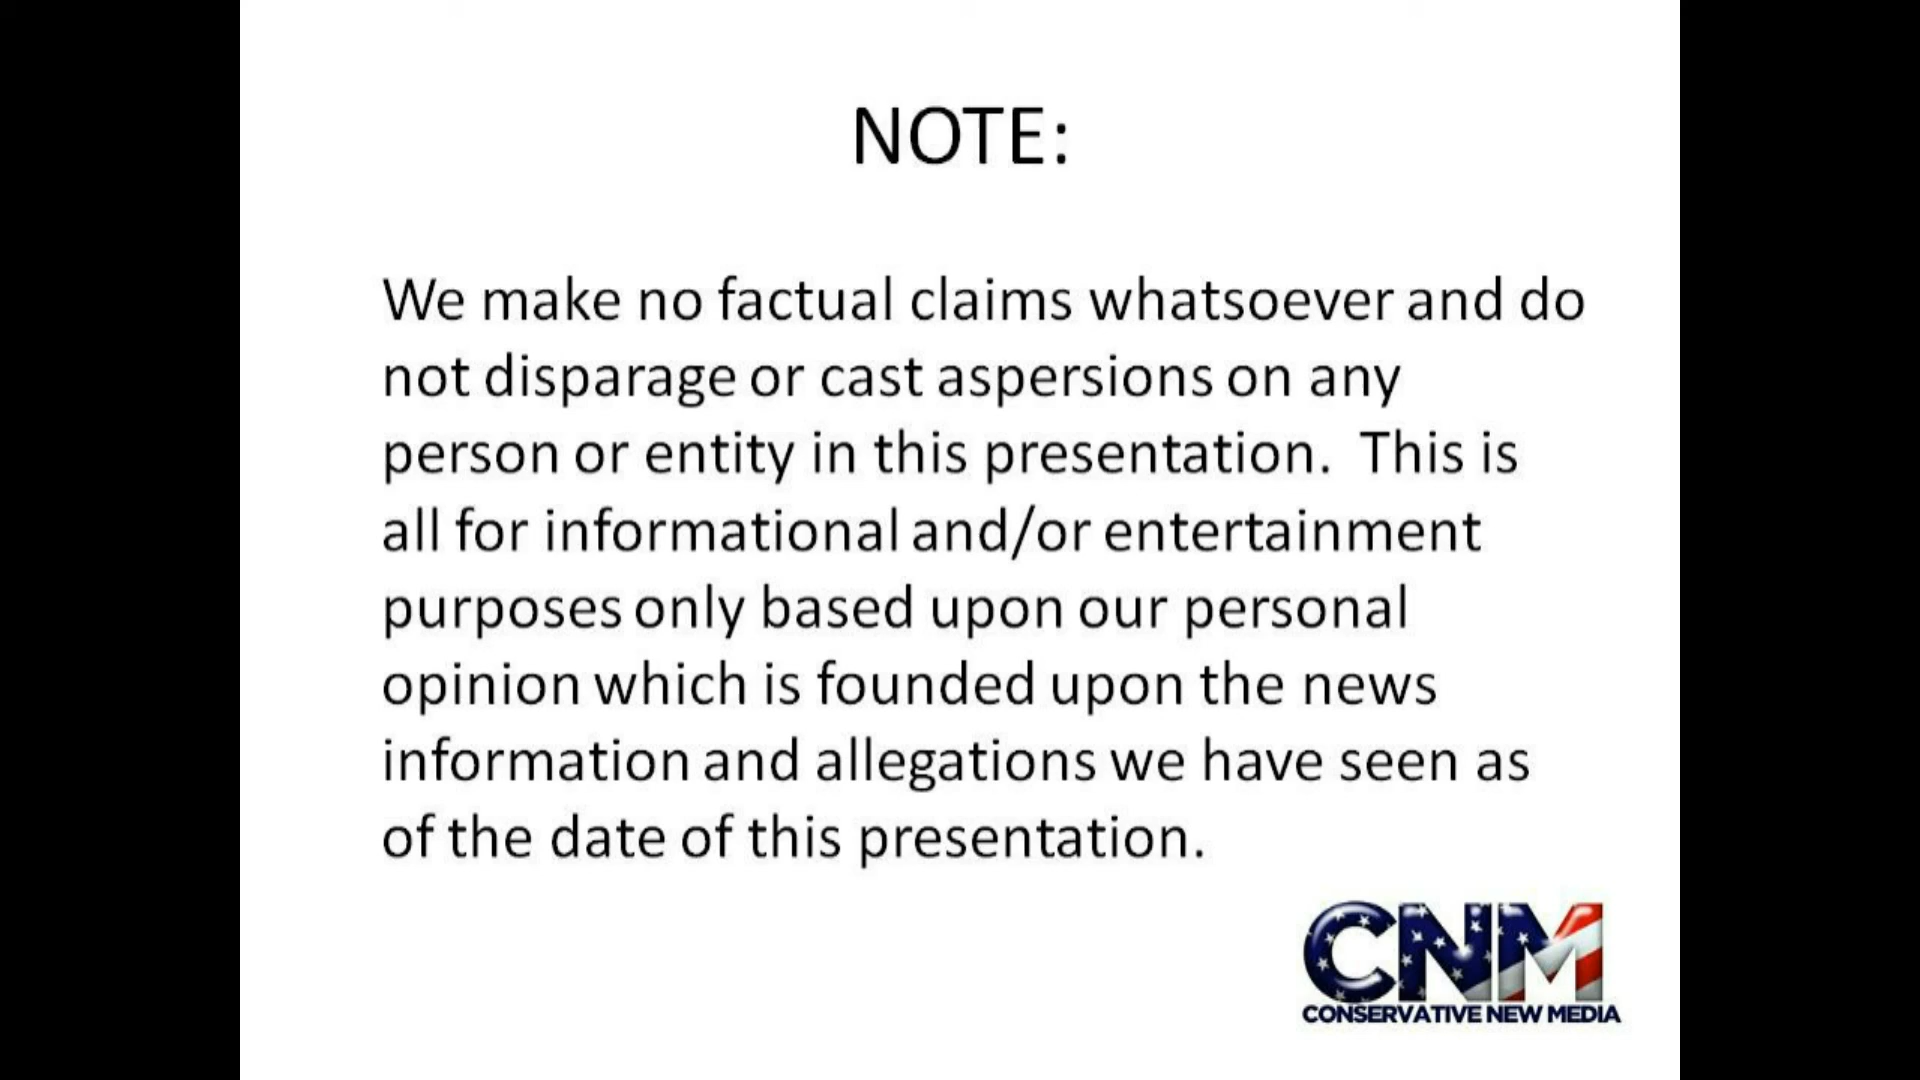 NOTE:
We make no factual claims whatsoever and do
not disparage or cast aspersions on any
person or entity in this presentation.  This is
all for informational and/or entertainment
purposes only based upon our personal
opinion which is founded upon the news
information and allegations we have seen as
of the date of this presentation.
CNM
CONSERVATIVE NEW MEDIA